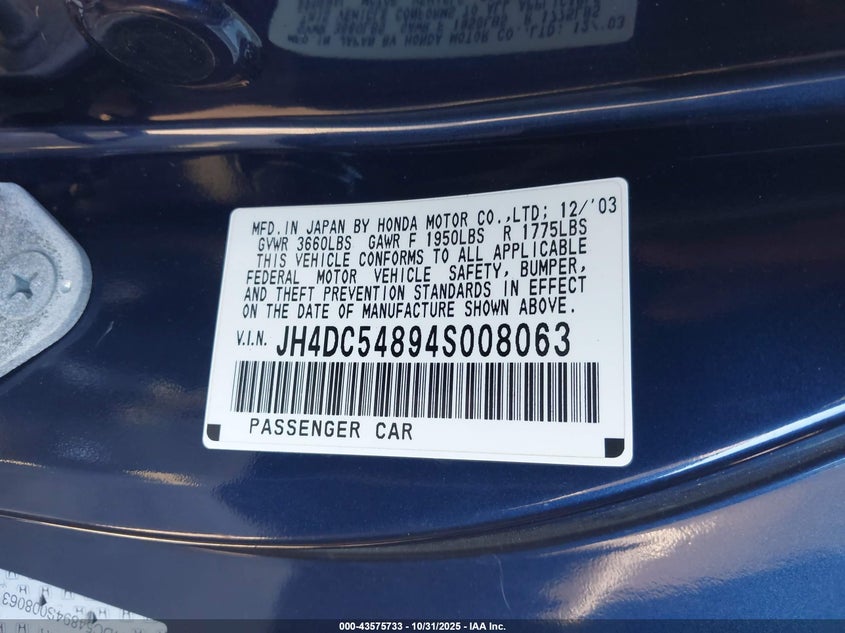 MFD. IN JAPAN BY HONDA MOTOR CO.,LTD; 12/'03
GVWR 3660LBS GAWR F 1950LBS R 1775LBS
THIS VEHICLE CONFORMS TO ALL APPLICABLE
FEDERAL MOTOR VEHICLE SAFETY, BUMPER,
AND THEFT PREVENTION STANDARDS IN EFFECT
ON THE DATE OF MANUFACTURE SHOWN ABOVE.
V.I.N. JH4DC54894S008063
PASSENGER CAR
4894S008063
000-43575733 - 10/31/2025 - IAA Inc.